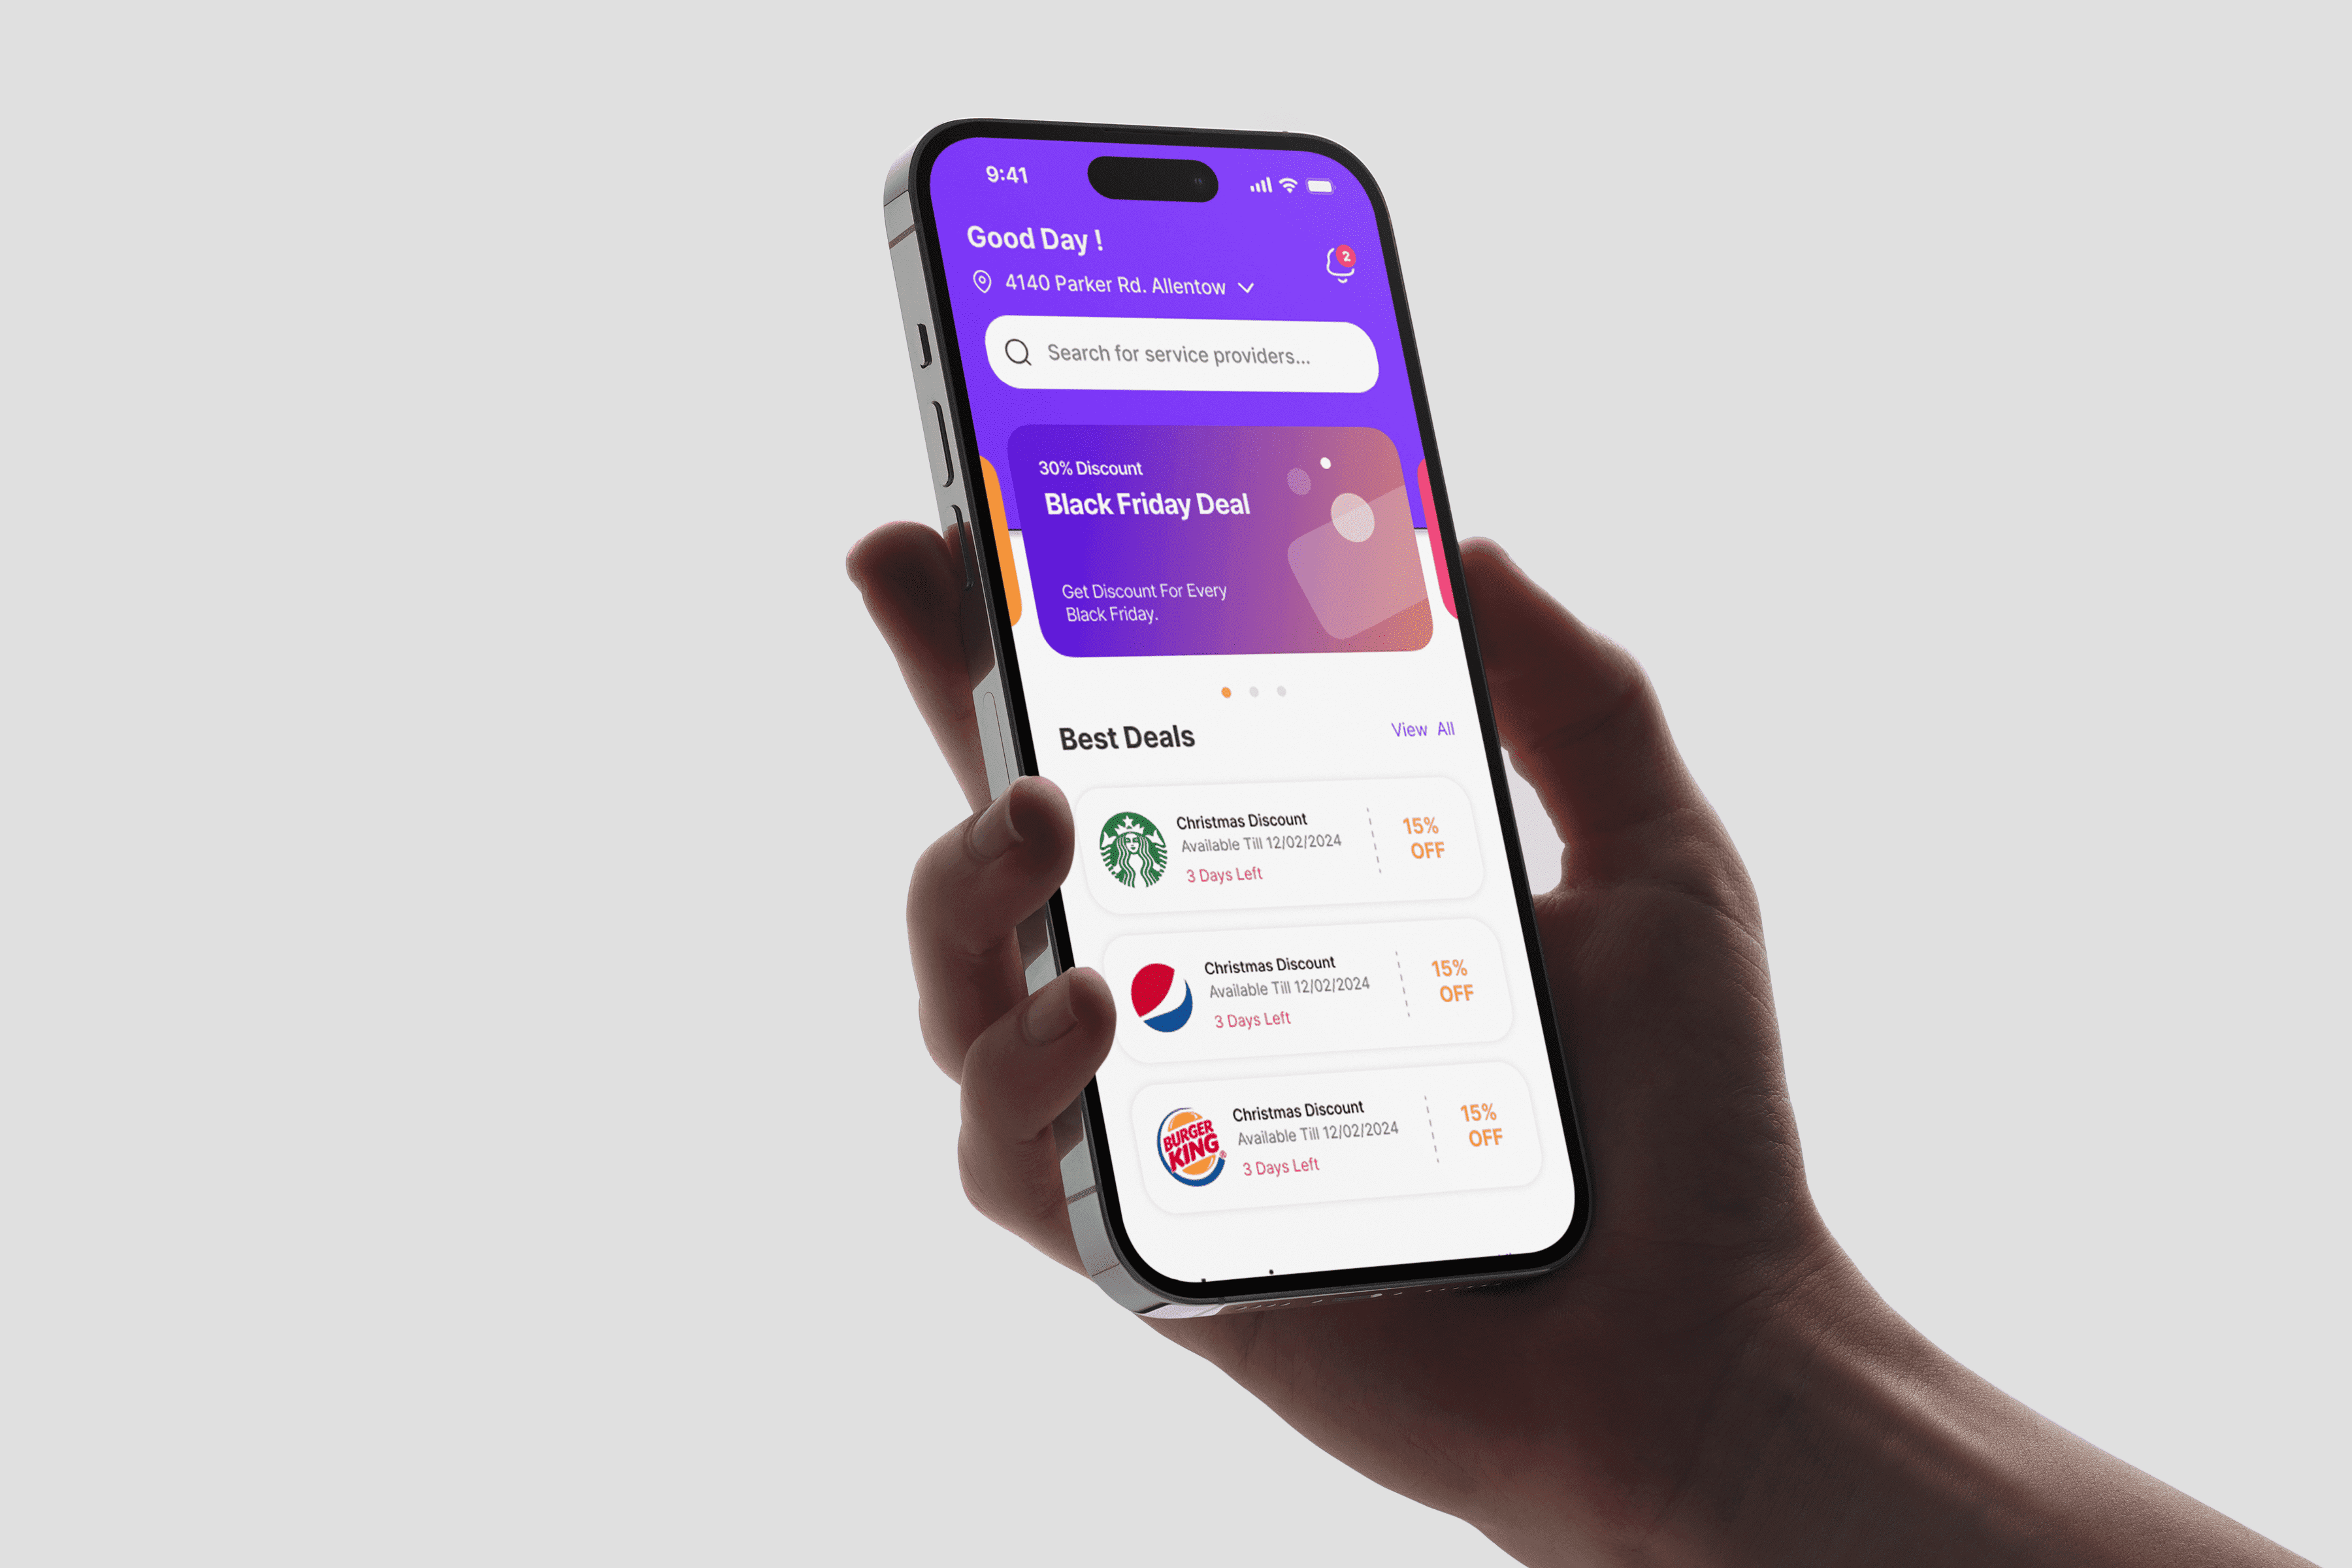 9:41
Good Day !
2
4140 Parker Rd. Allentow
Search for service providers...
30% Discount
Black Friday Deal
Get Discount For Every
Black Friday.
Best Deals
View All
Christmas Discount
Available Till 12/02/2024
3 Days Left
15%
OFF
Christmas Discount
Available Till 12/02/2024
3 Days Left
15%
OFF
BURGER
KING®
Christmas Discount
Available Till 12/02/2024
3 Days Left
15%
OFF